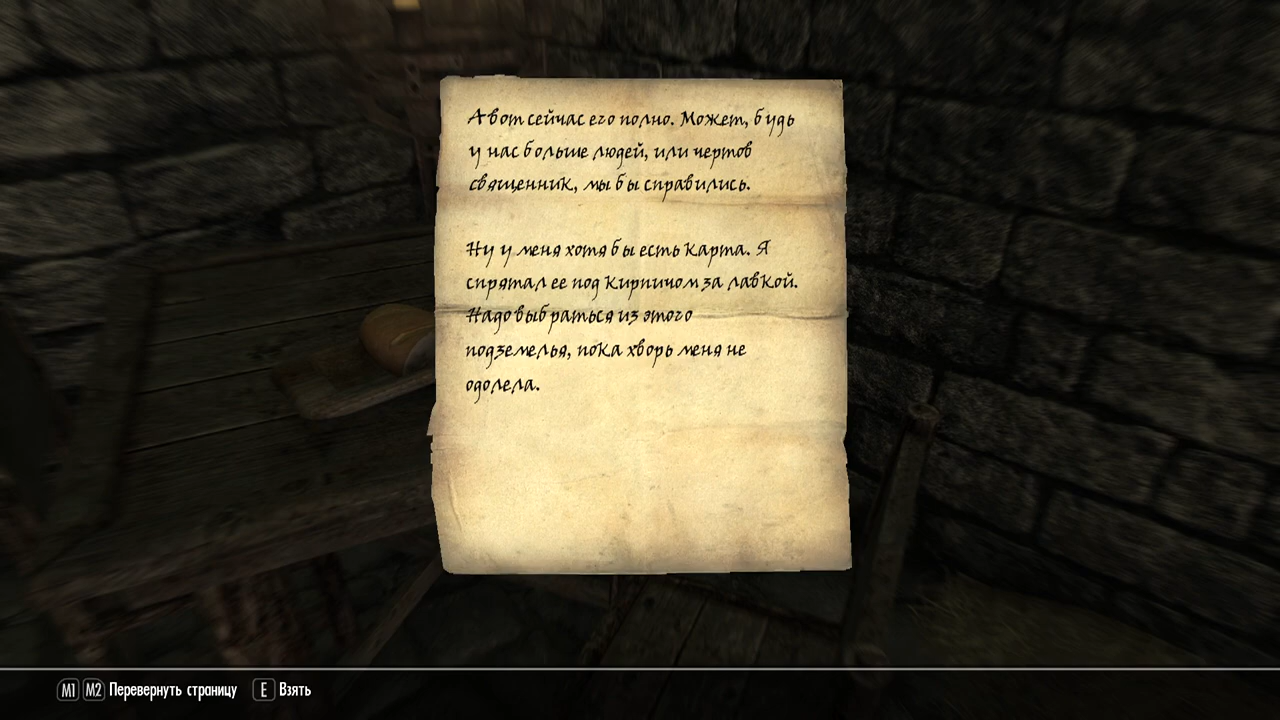 А вот сейчас его полно. Может, будь
у нас больше людей, или чертов
священник, мы бы справились.
Ну у меня хотя бы есть карта. Я
спрятал ее под кирпичом за лавкой.
Надо выбраться из этого
подземелья, пока хворь меня не
одолела.
M1 M2 Перевернуть страницу E Взять